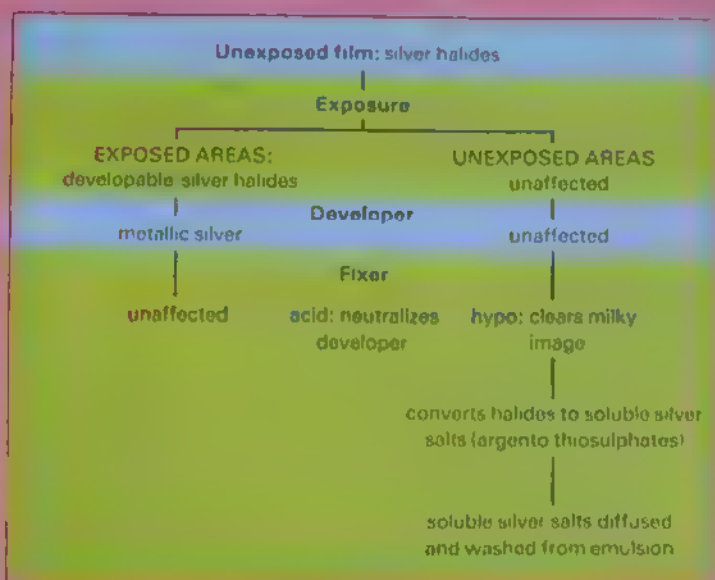 Unexposed film: silver halides
Exposure
EXPOSED AREAS:
developable silver halides
UNEXPOSED AREAS
unaffected
Developer
metallic silver
unaffected
Fixer
unaffected
acid: neutralizes
developer
hypo: clears milky
image
converts halides to soluble silver
salts (argento thiosulphates)
soluble silver salts diffused
and washed from emulsion